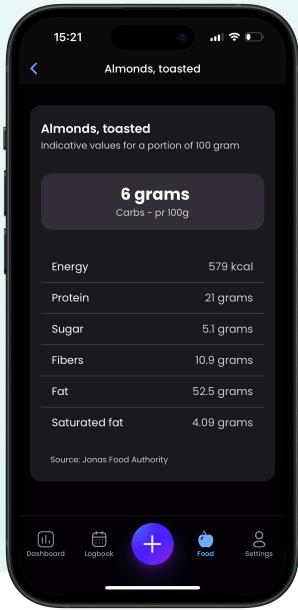 15:21
Almonds, toasted
Almonds, toasted
Indicative values for a portion of 100 gram
6 grams
Carbs - pr 100g
Energy 579 kcal
Protein 21 grams
Sugar 5.1 grams
Fibers 10.9 grams
Fat 52.5 grams
Saturated fat 4.09 grams
Source: Jonas Food Authority
Dashboard Logbook Food Settings